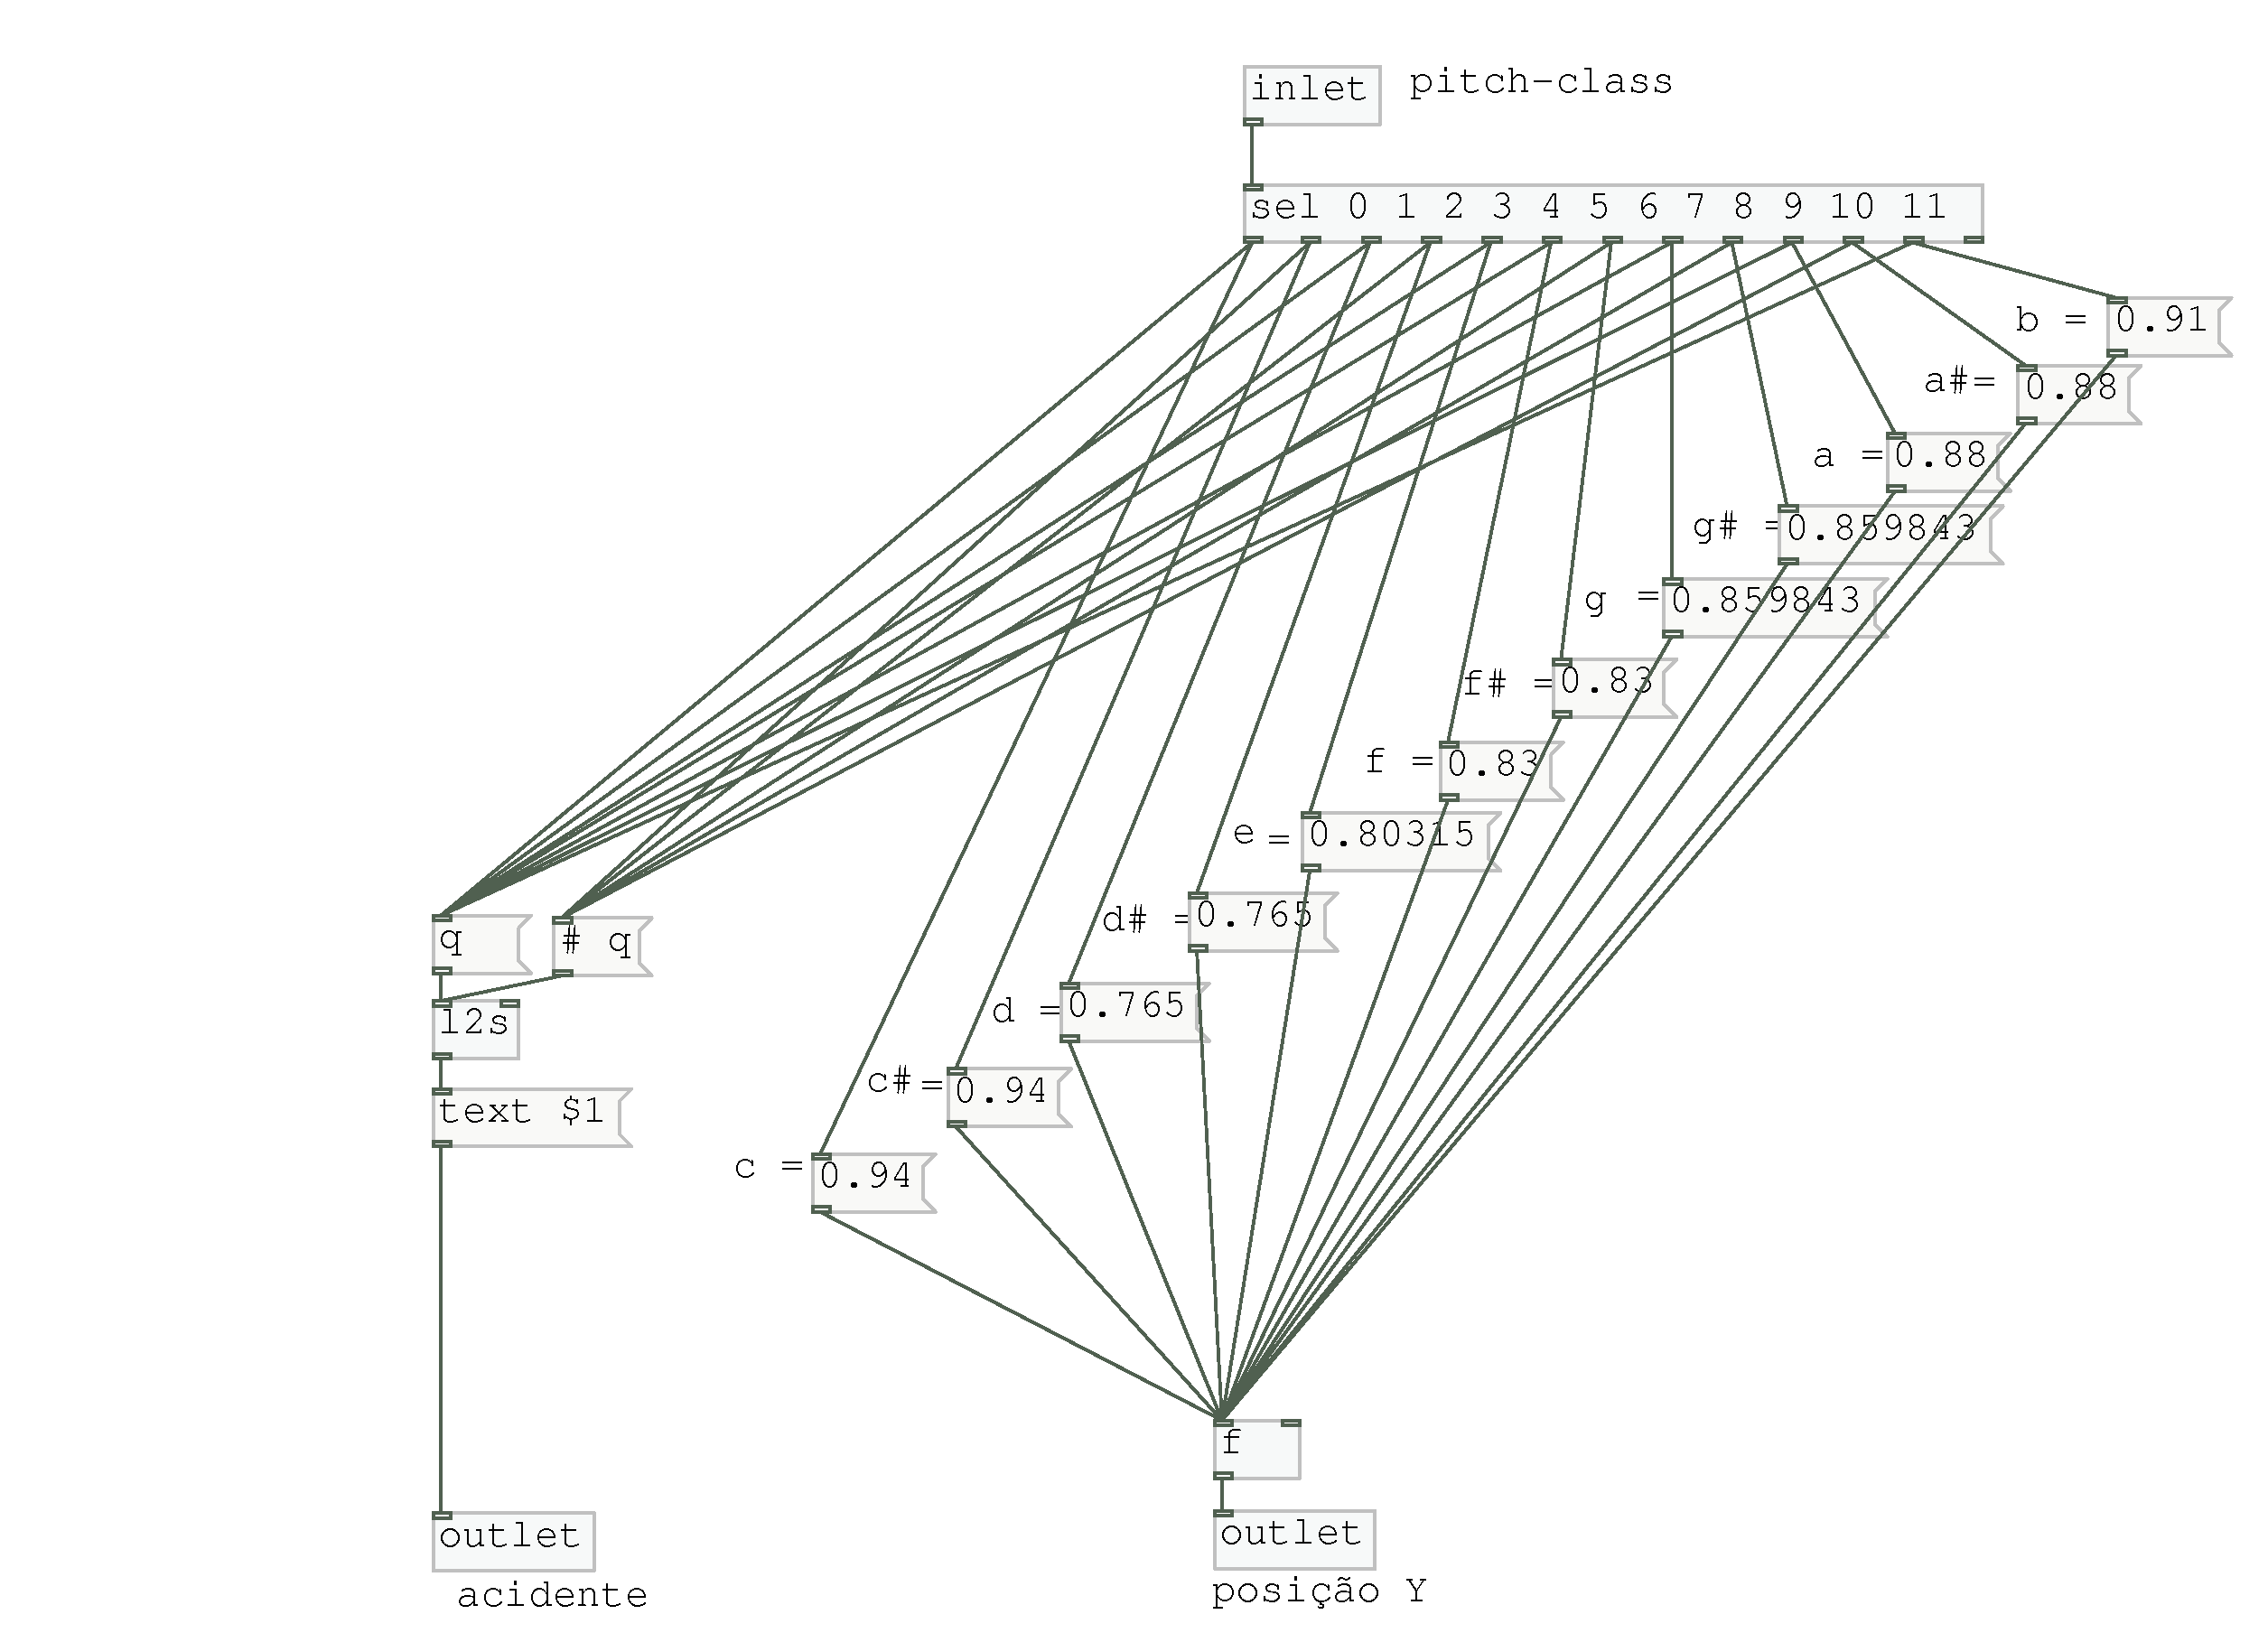 inlet pitch-class
sel 0 1 2 3 4 5 6 7 8 9 10 11
b = 0.91
a#= 0.88
a =0.88
g# =0.859843
g =0.859843
f# =0.83
f =0.83
e = 0.80315
d# =0.765
q # q
d =0.765
l2s
c#=0.94
text $1
c =0.94
f
outlet outlet
acidente posição Y